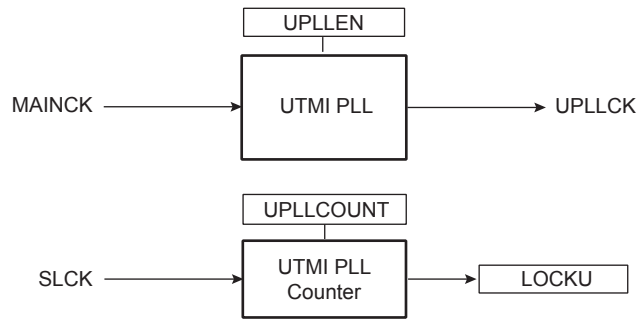 UPLLEN
MAINCK
UTMI PLL
UPLLCK
UPLLCOUNT
SLCK
UTMI PLL
Counter
LOCKU